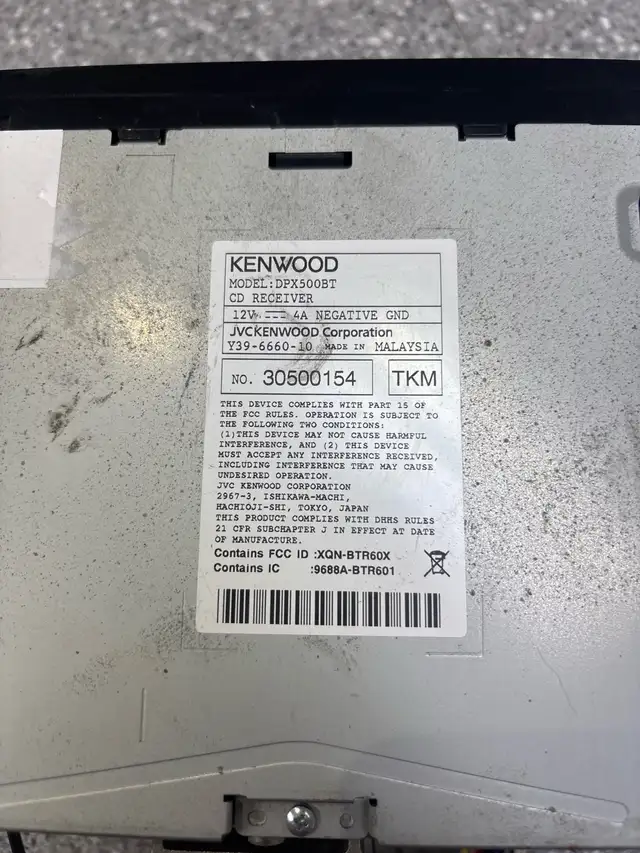 KENWOOD
MODEL:DPX500BT
CD RECEIVER
12V ⎓ 4A NEGATIVE GND
JVCKENWOOD Corporation
Y39-6660-10 MADE IN MALAYSIA
NO. 30500154 TKM
THIS DEVICE COMPLIES WITH PART 15 OF
THE FCC RULES. OPERATION IS SUBJECT TO
THE FOLLOWING TWO CONDITIONS:
(1)THIS DEVICE MAY NOT CAUSE HARMFUL
INTERFERENCE, AND (2) THIS DEVICE
MUST ACCEPT ANY INTERFERENCE RECEIVED,
INCLUDING INTERFERENCE THAT MAY CAUSE
UNDESIRED OPERATION.
JVC KENWOOD CORPORATION
2967-3, ISHIKAWA-MACHI,
HACHIOJI-SHI, TOKYO, JAPAN
THIS PRODUCT COMPLIES WITH DHHS RULES
21 CFR SUBCHAPTER J IN EFFECT AT DATE
OF MANUFACTURE.
Contains FCC ID :XQN-BTR60X
Contains IC :9688A-BTR601